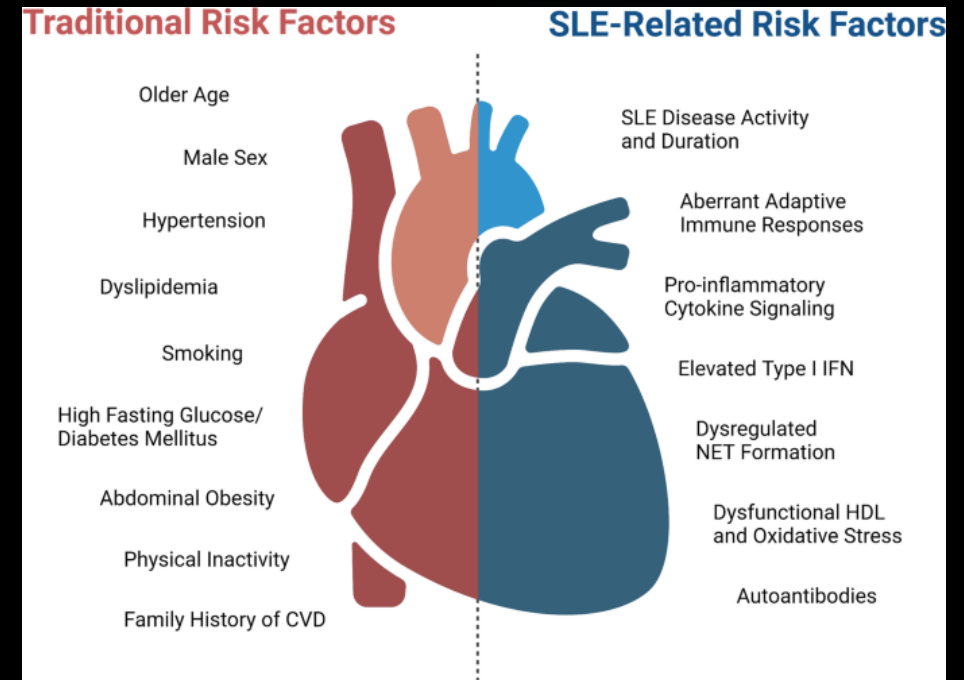 Traditional Risk Factors
Older Age
Male Sex
Hypertension
Dyslipidemia
Smoking
High Fasting Glucose/
Diabetes Mellitus
Abdominal Obesity
Physical Inactivity
Family History of CVD
SLE-Related Risk Factors
SLE Disease Activity
and Duration
Aberrant Adaptive
Immune Responses
Pro-inflammatory
Cytokine Signaling
Elevated Type I IFN
Dysregulated
NET Formation
Dysfunctional HDL
and Oxidative Stress
Autoantibodies